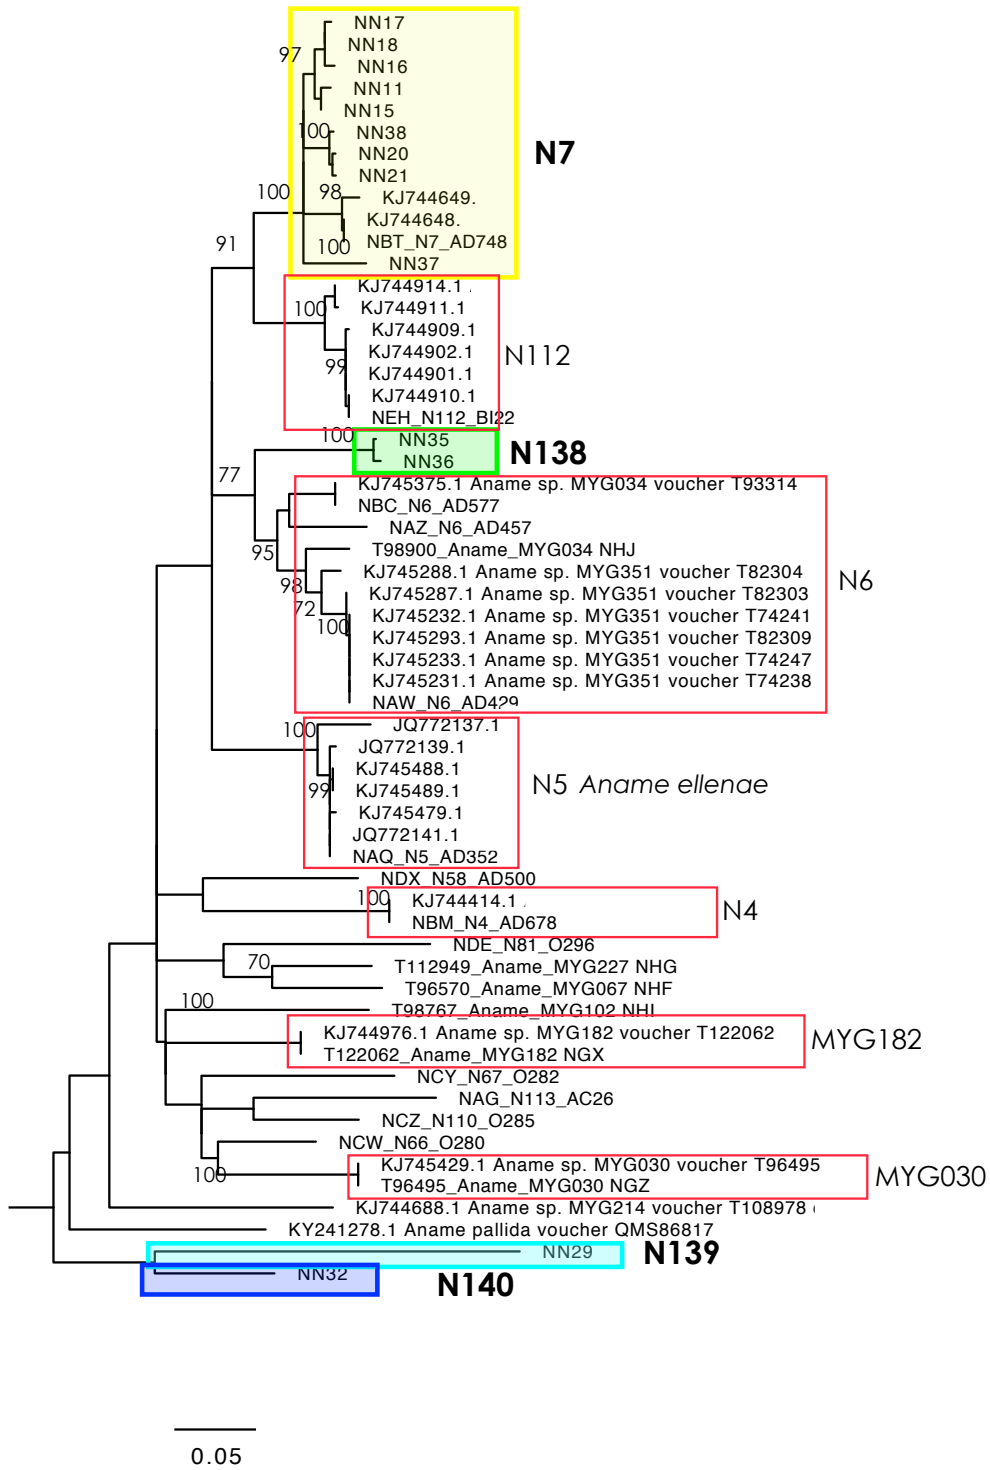 NN17
97
NN18
NN16
NN11
NN15
100
NN38
NN20
N7
NN21
100
98
KJ744649.
KJ744648.
91
100
NBT_N7_AD748
NN37
KJ744914.1
100
KJ744911.1
KJ744909.1
KJ744902.1
N112
99
KJ744901.1
KJ744910.1
NEH_N112_BI22
100
NN35
N138
NN36
77
KJ745375.1 Aname sp. MYG034 voucher T93314
NBC_N6_AD577
NAZ_N6_AD457
95
T98900_Aname_MYG034 NHJ
KJ745288.1 Aname sp. MYG351 voucher T82304
N6
98
KJ745287.1 Aname sp. MYG351 voucher T82303
72
KJ745232.1 Aname sp. MYG351 voucher T74241
100
KJ745293.1 Aname sp. MYG351 voucher T82309
KJ745233.1 Aname sp. MYG351 voucher T74247
KJ745231.1 Aname sp. MYG351 voucher T74238
NAW_N6_AD429
100
JQ772137.1
JQ772139.1
KJ745488.1
99
KJ745489.1
N5 Aname ellenae
KJ745479.1
JQ772141.1
NAQ_N5_AD352
NDX_N58_AD500
100
KJ744414.1
N4
NBM_N4_AD678
NDE_N81_O296
70
T112949_Aname_MYG227 NHG
T96570_Aname_MYG067 NHF
100
T98767_Aname_MYG102 NHI
KJ744976.1 Aname sp. MYG182 voucher T122062
MYG182
T122062_Aname_MYG182 NGX
NCY_N67_O282
NAG_N113_AC26
NCZ_N110_O285
NCW_N66_O280
100
KJ745429.1 Aname sp. MYG030 voucher T96495
MYG030
T96495_Aname_MYG030 NGZ
KJ744688.1 Aname sp. MYG214 voucher T108978
KY241278.1 Aname pallida voucher QMS86817
NN29
N139
NN32
N140
0.05